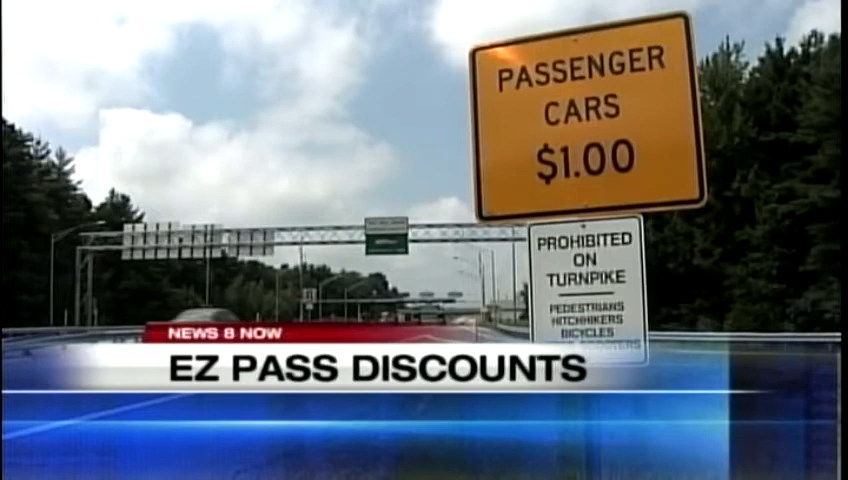 PASSENGER
CARS
$1.00
PROHIBITED
ON
TURNPIKE
PEDESTRIANS
HITCHHIKERS
BICYCLES
NEWS 8 NOW
EZ PASS DISCOUNTS